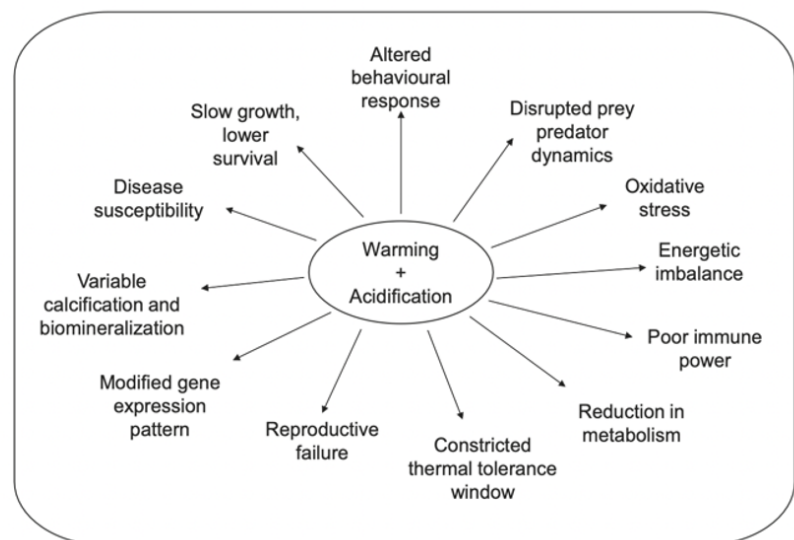 Altered
behavioural
response
Disrupted prey
predator
dynamics
Oxidative
stress
Energetic
imbalance
Poor immune
power
Reduction in
metabolism
Constricted
thermal tolerance
window
Reproductive
failure
Modified gene
expression
pattern
Variable
calcification and
biomineralization
Disease
susceptibility
Slow growth,
lower
survival
Warming
+
Acidification